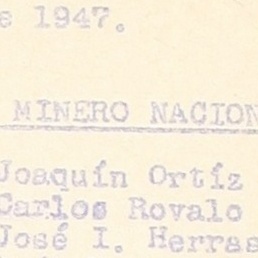 e 1947.
MINERO NACION
Joaquín Ortíz
Carlos Rovalo
José I. Herras